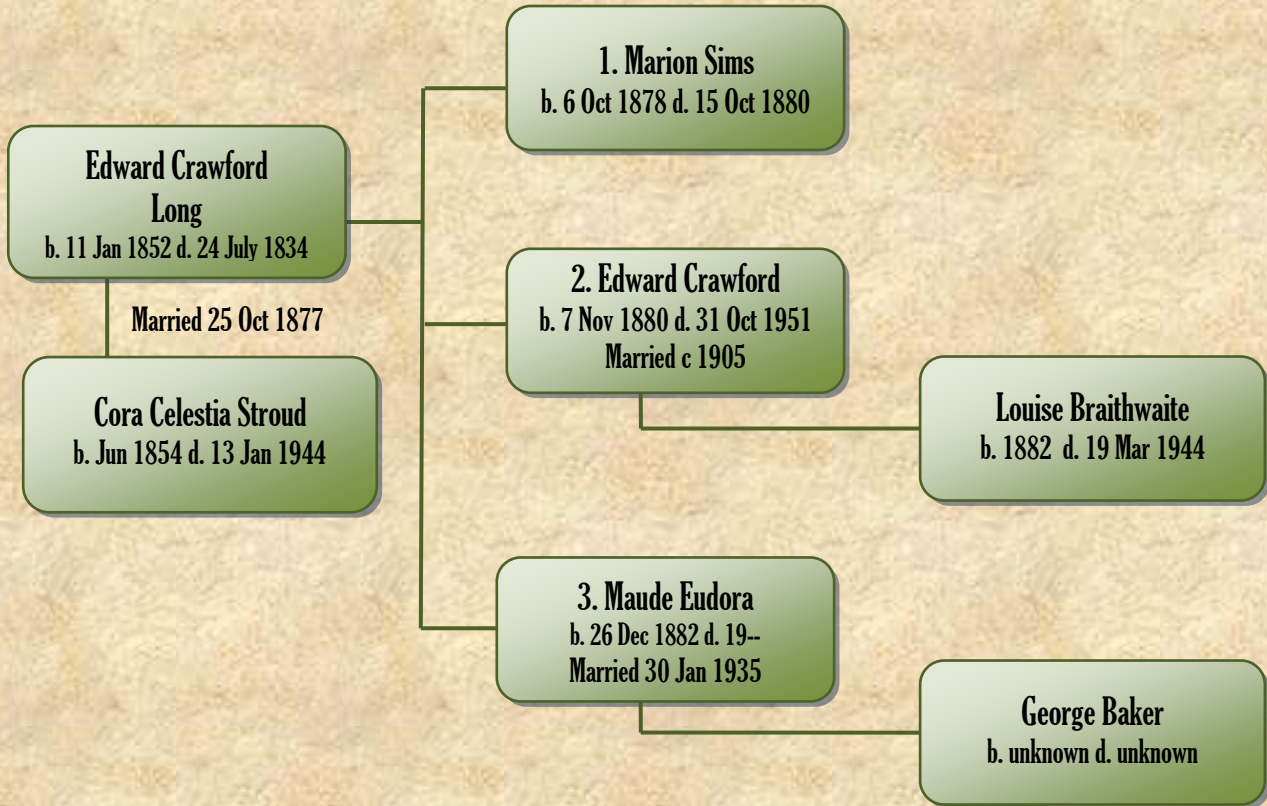 Edward Crawford
Long
b. 11 Jan 1852 d. 24 July 1834
Married 25 Oct 1877
Cora Celestia Stroud
b. Jun 1854 d. 13 Jan 1944
1. Marion Sims
b. 6 Oct 1878 d. 15 Oct 1880
2. Edward Crawford
b. 7 Nov 1880 d. 31 Oct 1951
Married c 1905
Louise Braithwaite
b. 1882 d. 19 Mar 1944
3. Maude Eudora
b. 26 Dec 1882 d. 19--
Married 30 Jan 1935
George Baker
b. unknown d. unknown